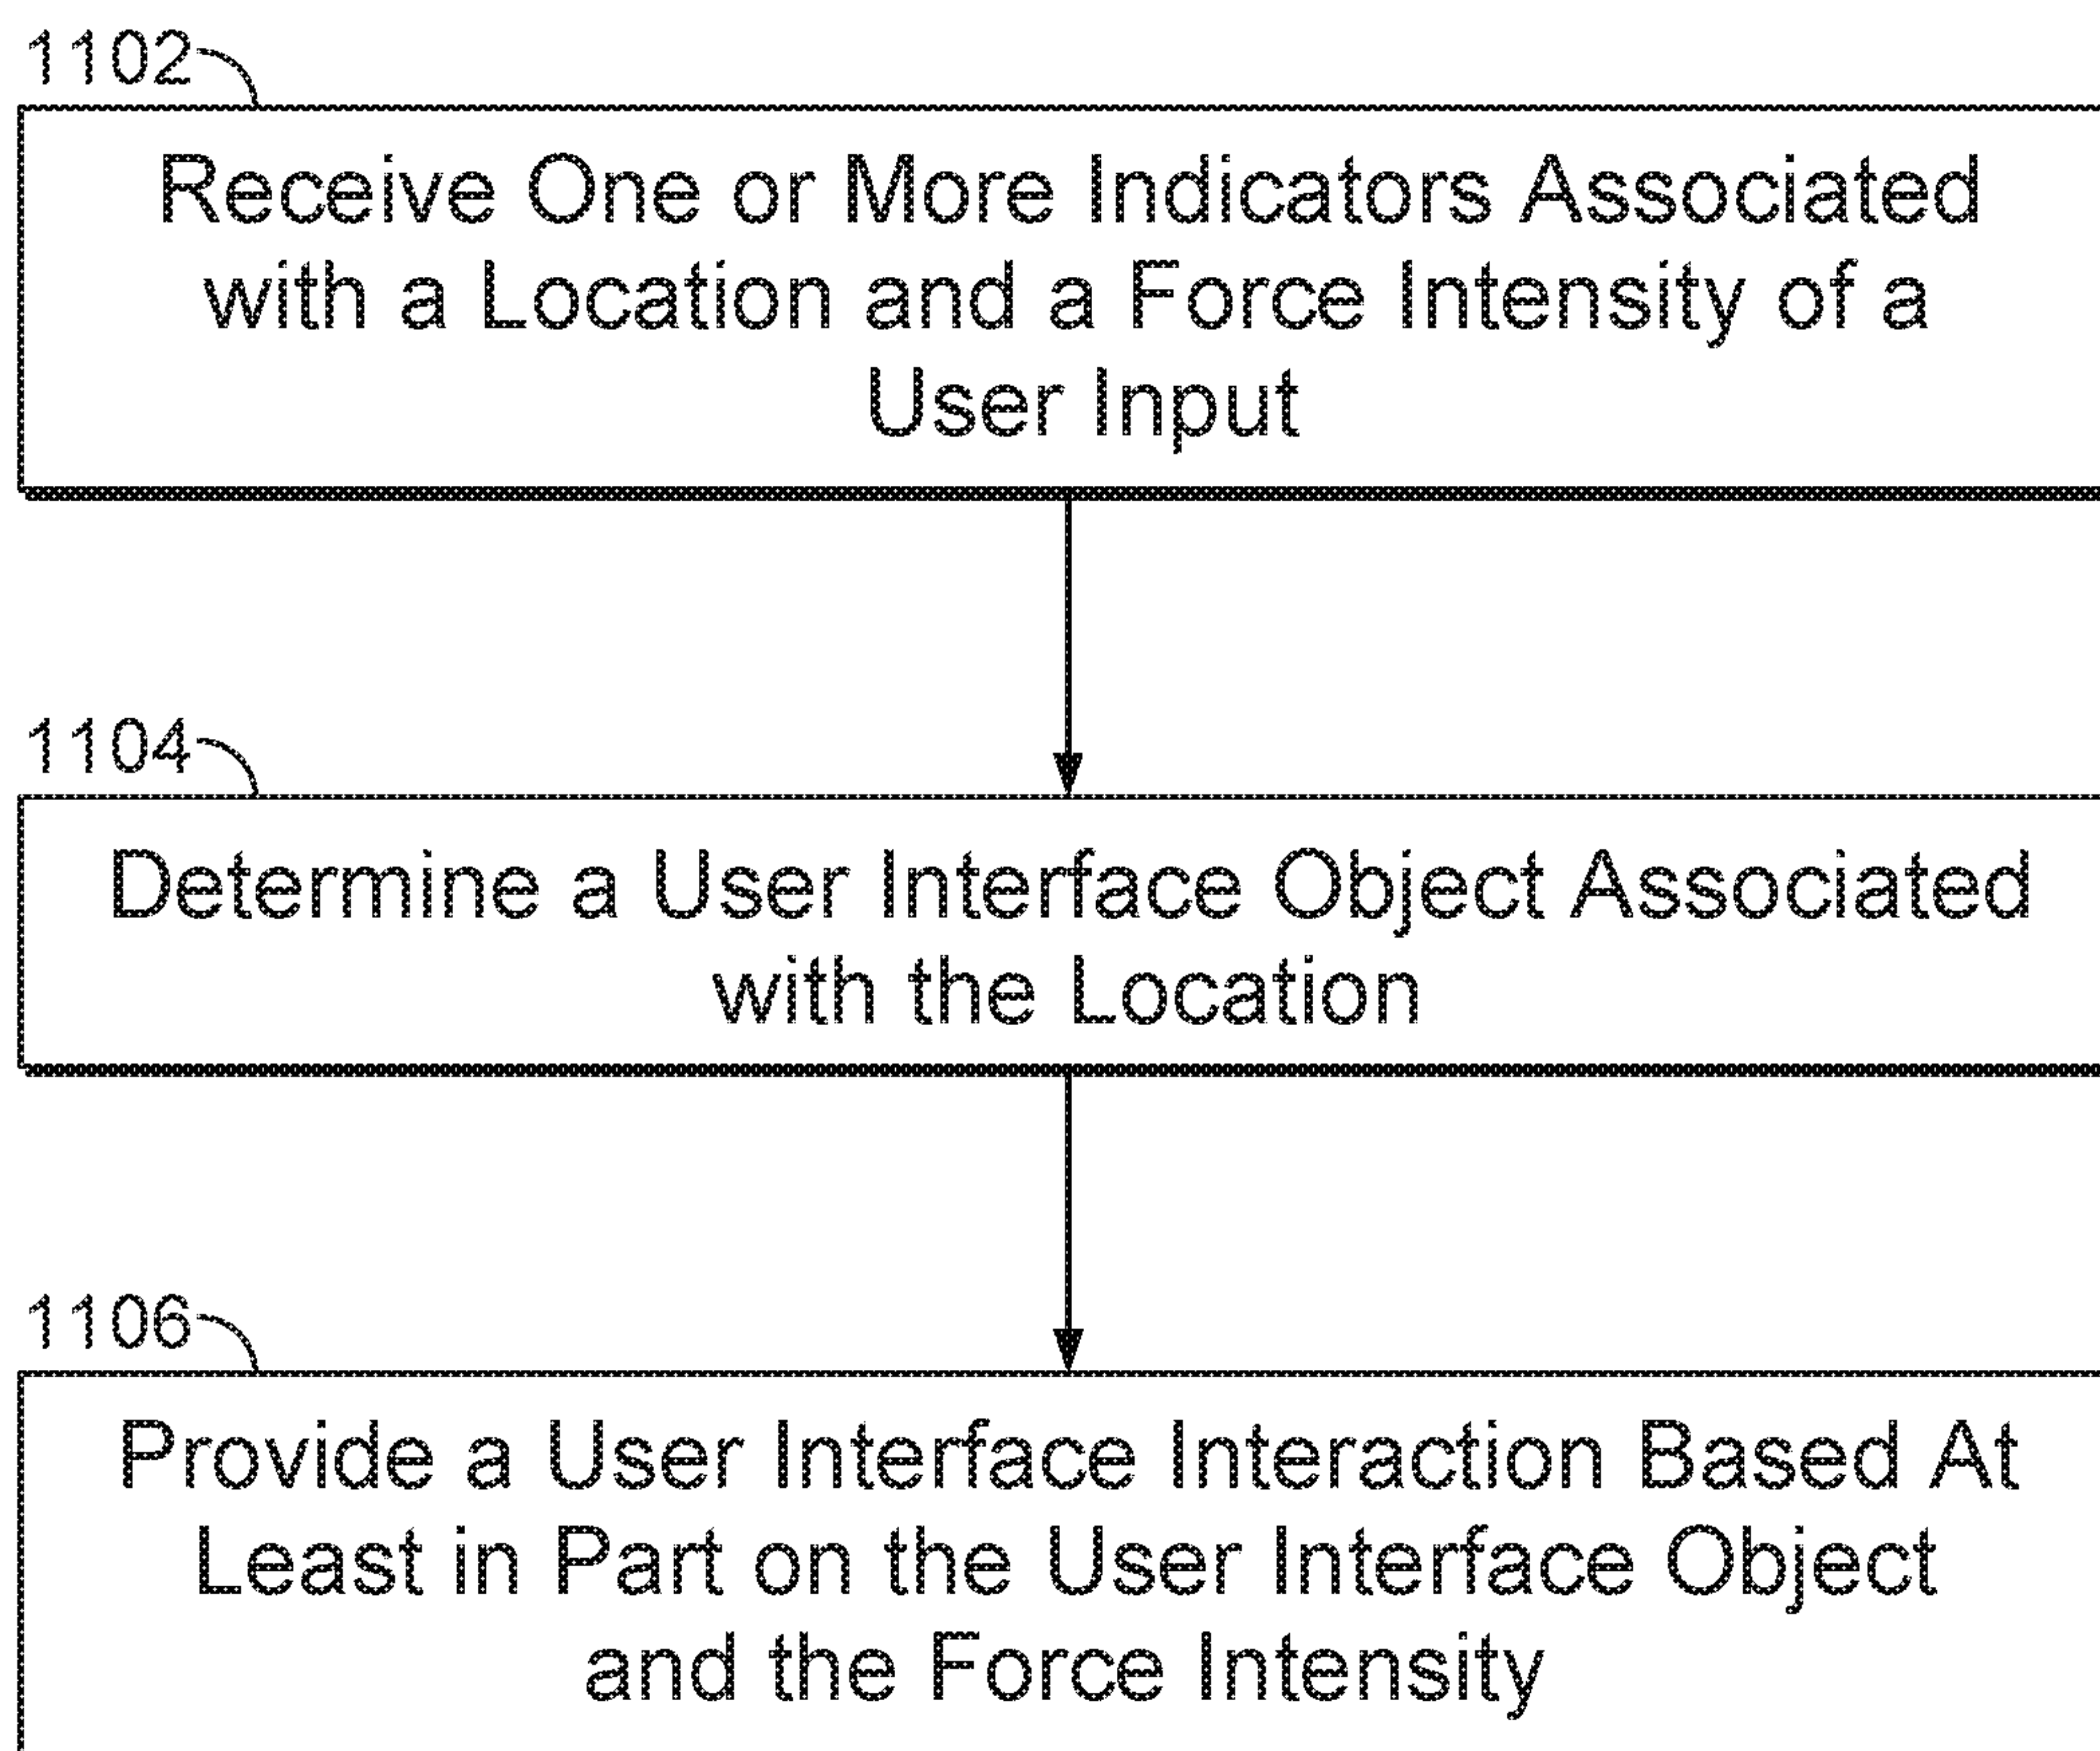 1102
Receive One or More Indicators Associated
with a Location and a Force Intensity of a
User Input
1104
Determine a User Interface Object Associated
with the Location
1106
Provide a User Interface Interaction Based At
Least in Part on the User Interface Object
and the Force Intensity